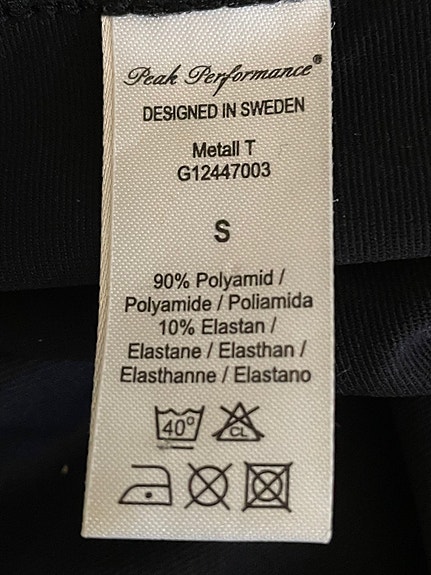 Peak Performance®
DESIGNED IN SWEDEN
Metall T
G12447003
S
90% Polyamid /
Polyamide / Poliamida
10% Elastan /
Elastane / Elasthan /
Elasthanne / Elastano
40° CL